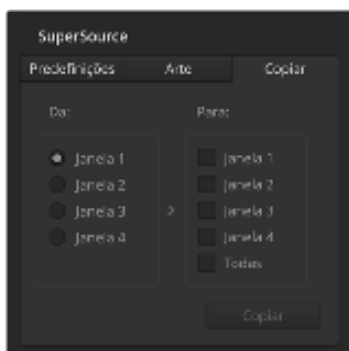 SuperSource
Predefinições Arte Copiar
Da: Para:
Janela 1 Janela 1
Janela 2 Janela 2
Janela 3 > Janela 3
Janela 4 Janela 4
Todas
Copiar